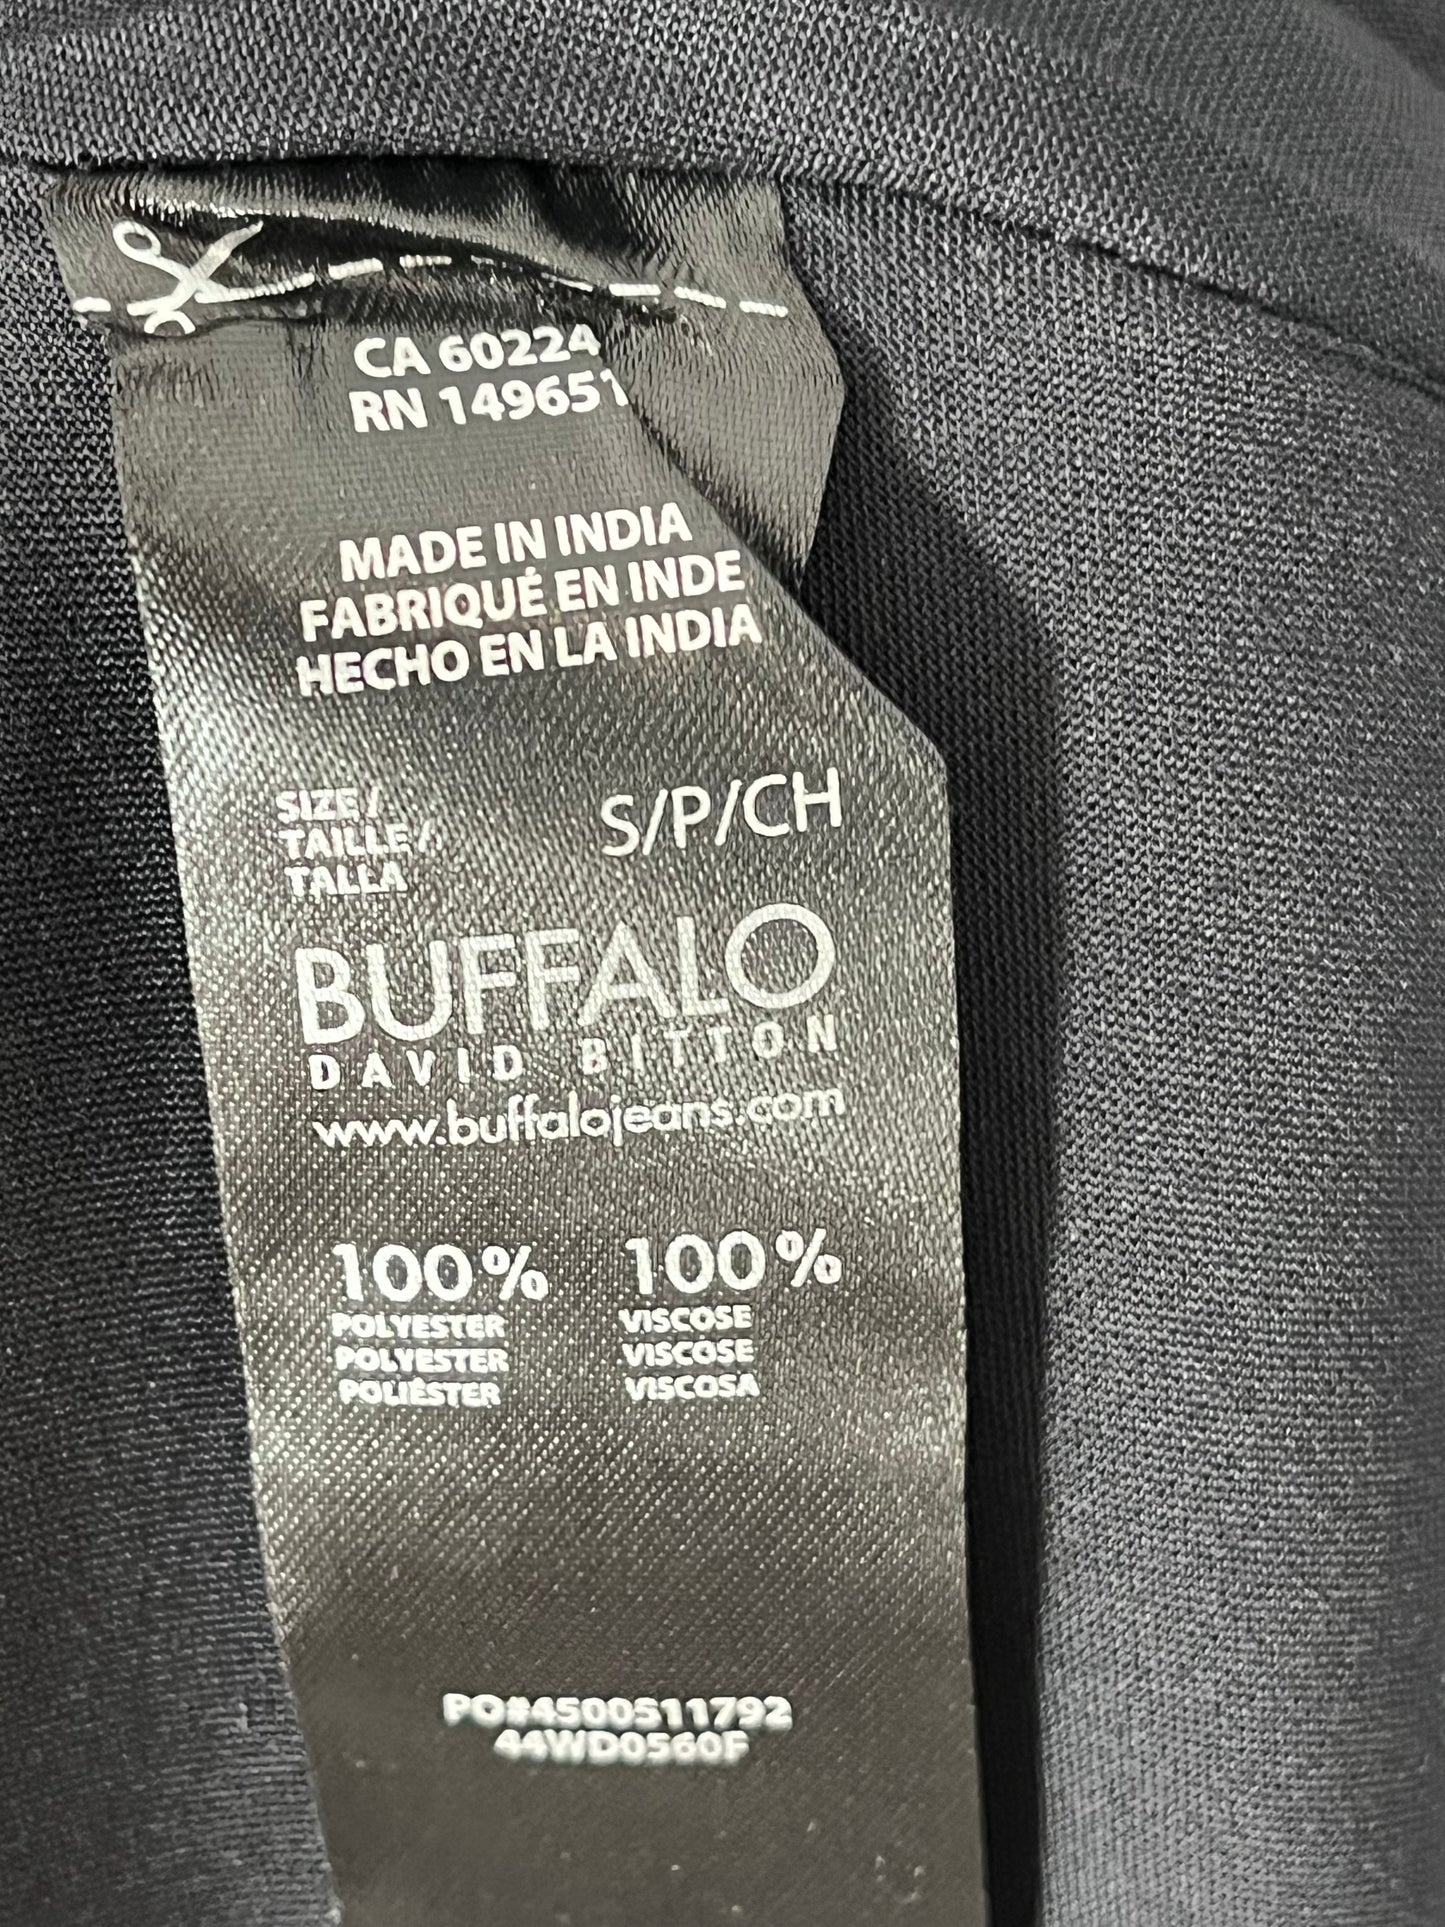 CA 60224
RN 149651
MADE IN INDIA
FABRIQUÉ EN INDE
HECHO EN LA INDIA
SIZE/ S/P/CH
TAILLE/
TALLA
BUFFALO
DAVID BITTON
www.buffalojeans.com
100% 100%
POLYESTER VISCOSE
POLYESTER VISCOSE
POLIÉSTER VISCOSA
PO#4500511792
44WD0560F